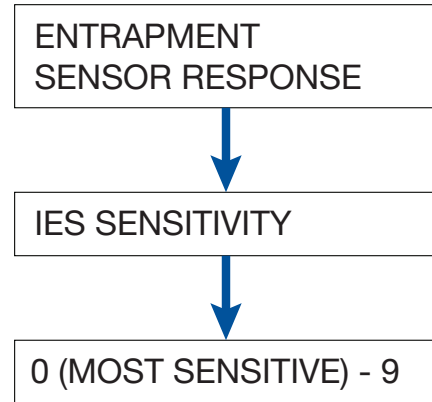 ENTRAPMENT
SENSOR RESPONSE
IES SENSITIVITY
0 (MOST SENSITIVE) - 9